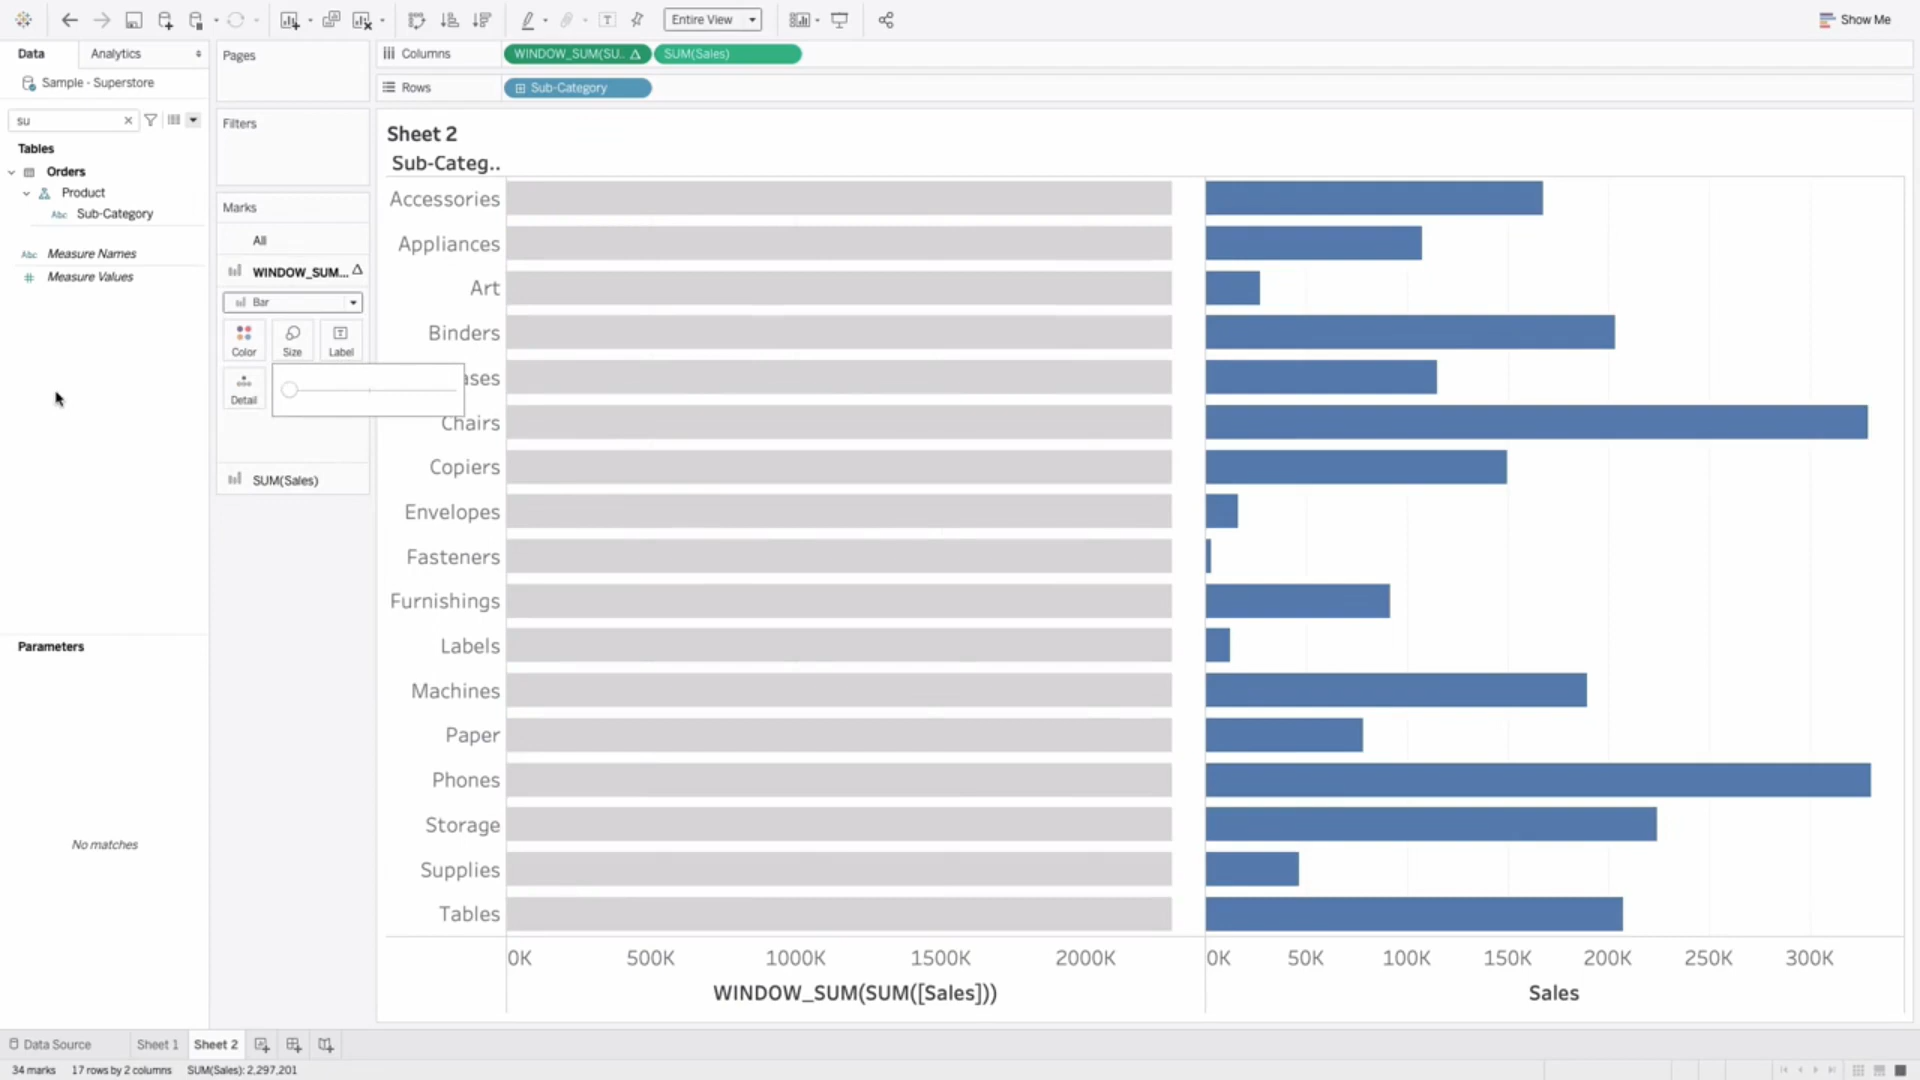 Entire View
Show Me
Data
Analytics
Sample - Superstore
su
Tables
Orders
Product
Abc Sub-Category
Abc Measure Names
# Measure Values
Parameters
No matches
Pages
Filters
Marks
All
WINDOW_SUM...
Bar
Color
Size
Label
Detail
SUM(Sales)
Columns
WINDOW_SUM(SU..
SUM(Sales)
Rows
Sub-Category
Sheet 2
Sub-Categ..
Accessories
Appliances
Art
Binders
ases
Chairs
Copiers
Envelopes
Fasteners
Furnishings
Labels
Machines
Paper
Phones
Storage
Supplies
Tables
0K 500K 1000K 1500K 2000K
WINDOW_SUM(SUM([Sales]))
0K 50K 100K 150K 200K 250K 300K
Sales
Data Source
Sheet 1
Sheet 2
34 marks 17 rows by 2 columns SUM(Sales): 2,297,201